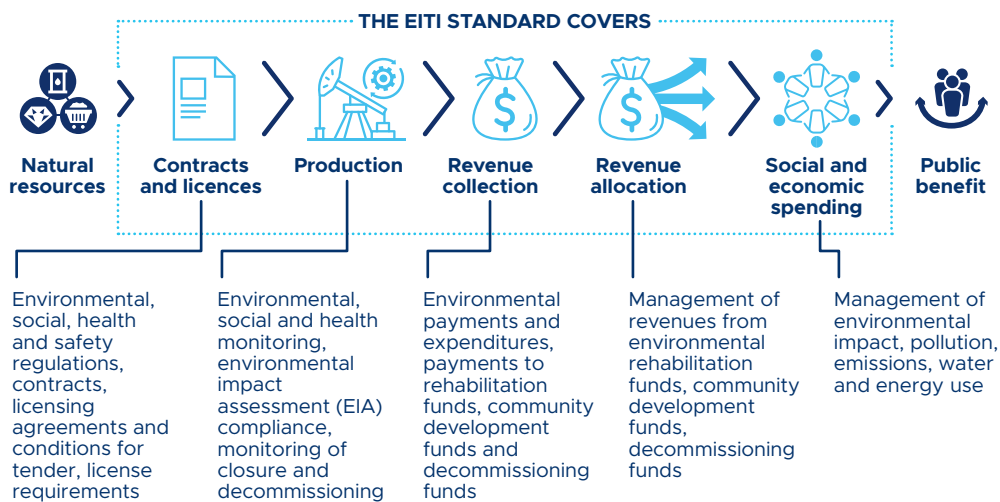 THE EITI STANDARD COVERS
$
$
Natural
resources
Contracts
and licences
Production
Revenue
collection
Revenue
allocation
Social and
economic
spending
Public
benefit
Environmental,
social, health
and safety
regulations,
contracts,
licensing
agreements and
conditions for
tender, license
requirements
Environmental,
social and health
monitoring,
environmental
impact
assessment (EIA)
compliance,
monitoring of
closure and
decommissioning
Environmental
payments and
expenditures,
payments to
rehabilitation
funds, community
development
funds and
decommissioning
funds
Management of
revenues from
environmental
rehabilitation
funds, community
development
funds,
decommissioning
funds
Management of
environmental
impact, pollution,
emissions, water
and energy use